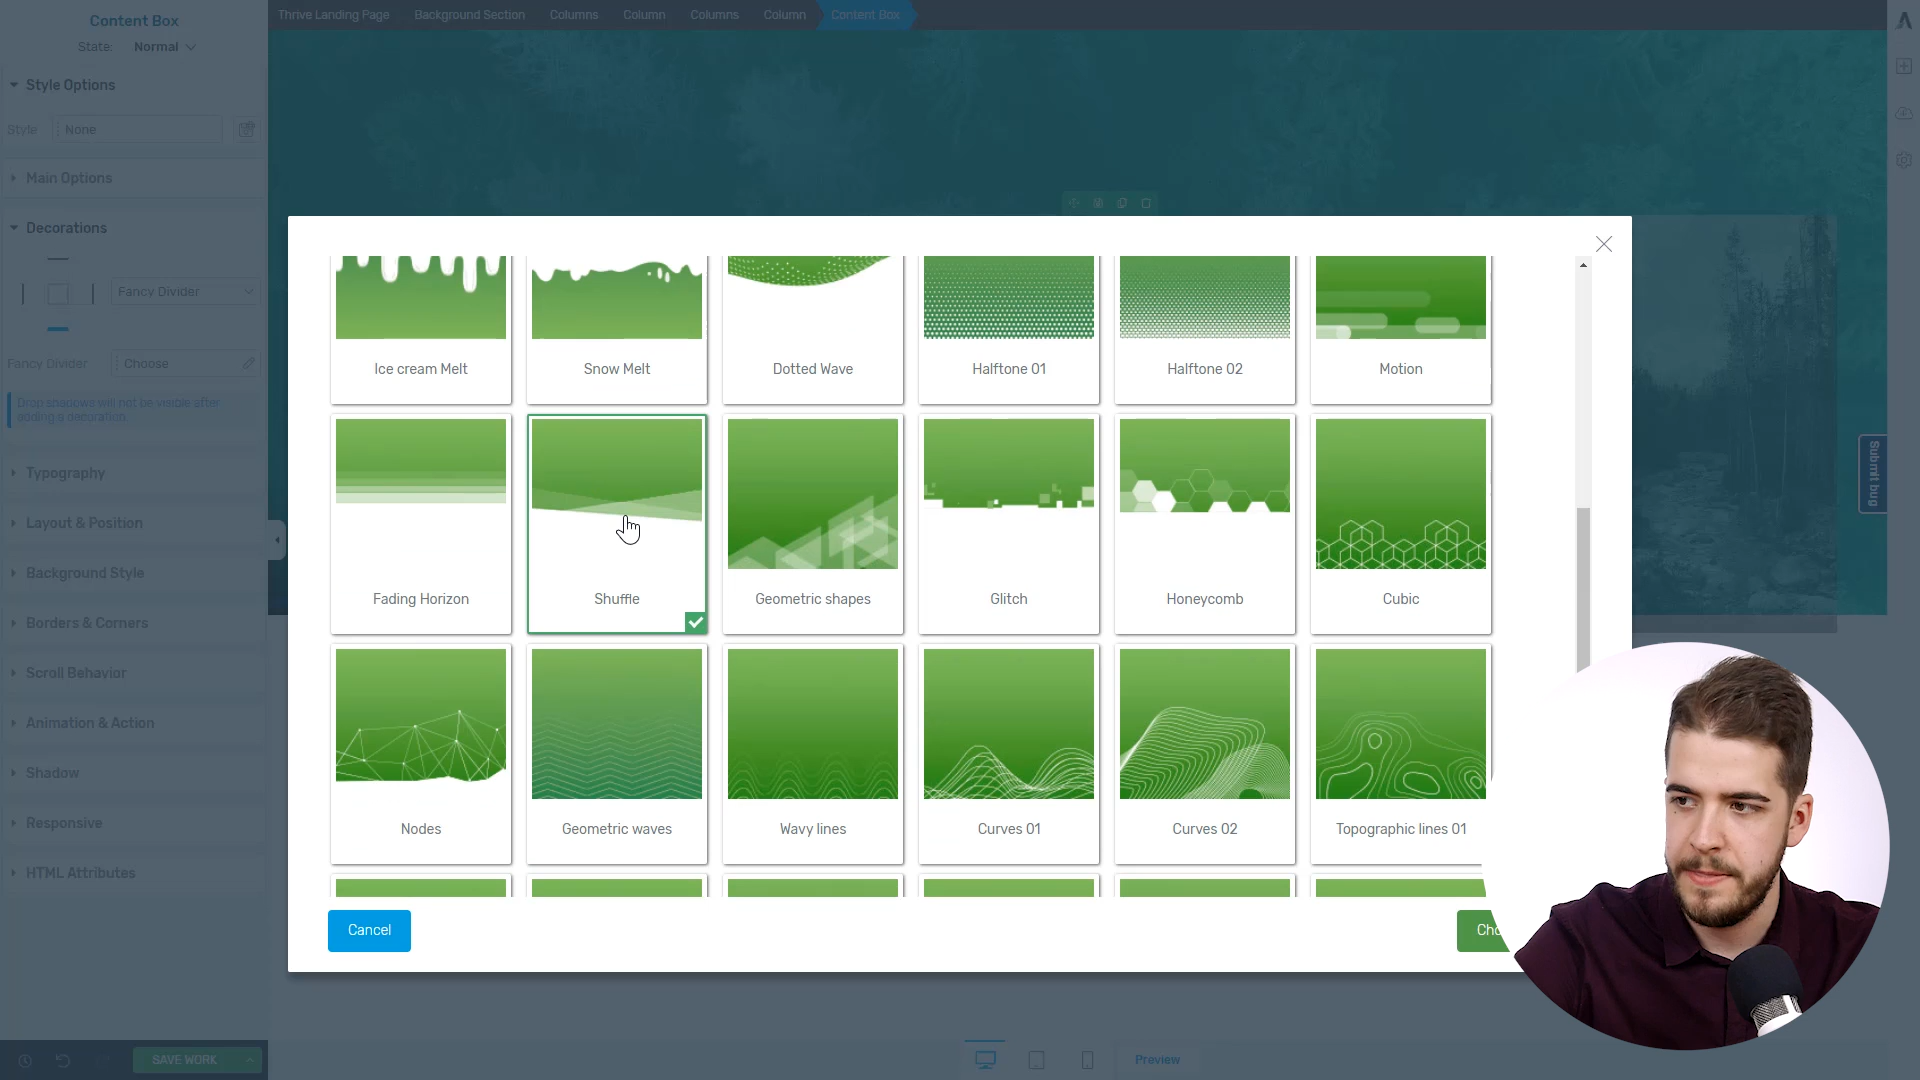 Content Box
State: Normal
Style Options
Style None
Main Options
Decorations
Fancy Divider
Fancy Divider Choose
Drop shadows will not be visible after
adding a decoration.
Typography
Layout & Position
Background Style
Borders & Corners
Scroll Behavior
Animation & Action
Shadow
Responsive
HTML Attributes
SAVE WORK
Thrive Landing Page Background Section Columns Column Columns Column Content Box
Ice cream Melt Snow Melt Dotted Wave Halftone 01 Halftone 02 Motion
Fading Horizon Shuffle Geometric shapes Glitch Honeycomb Cubic
Nodes Geometric waves Wavy lines Curves 01 Curves 02 Topographic lines 01
Cancel
Submit bug
Preview